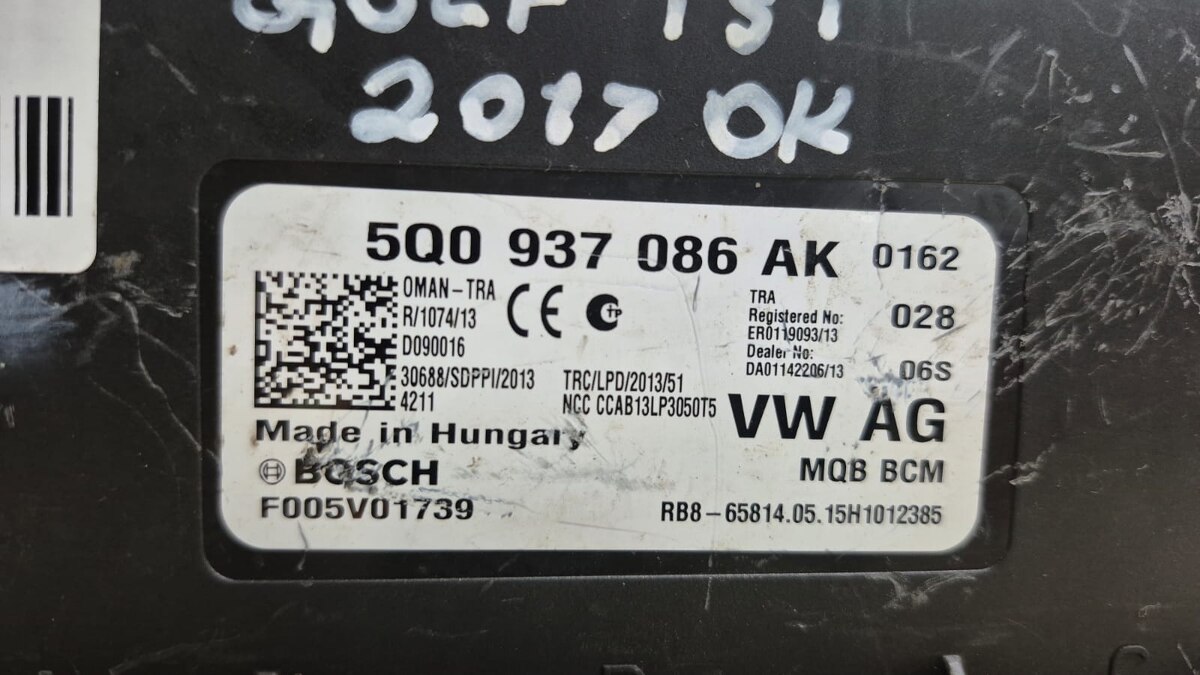 GOLF TSI
2017 OK
5Q0 937 086 AK 0162
OMAN-TRA
R/1074/13
D090016
30688/SDPPI/2013
4211
CE
TP
TRC/LPD/2013/51
NCC CCAB13LP3050T5
TRA
Registered No:
ER0119093/13
Dealer No:
DA01142206/13
028
06S
VW AG
Made in Hungary
BOSCH
MQB BCM
F005V01739
RB8-65814.05.15H1012385